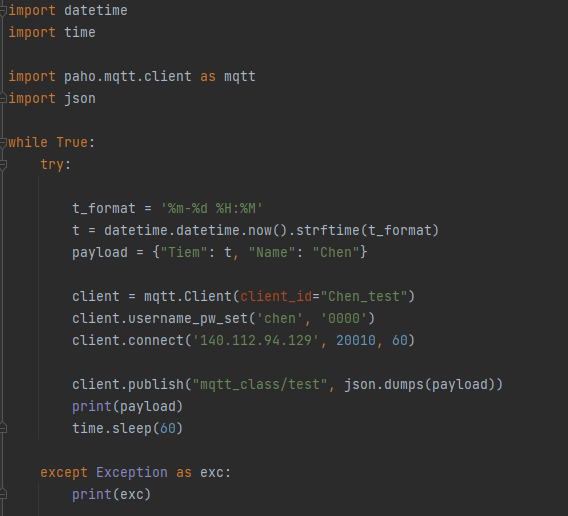 import datetime
import time
import paho.mqtt.client as mqtt
import json
while True:
try:
t_format = '%m-%d %H:%M'
t = datetime.datetime.now().strftime(t_format)
payload = {"Tiem": t, "Name": "Chen"}
client = mqtt.Client(client_id="Chen_test")
client.username_pw_set('chen', '0000')
client.connect('140.112.94.129', 20010, 60)
client.publish("mqtt_class/test", json.dumps(payload))
print(payload)
time.sleep(60)
except Exception as exc:
print(exc)